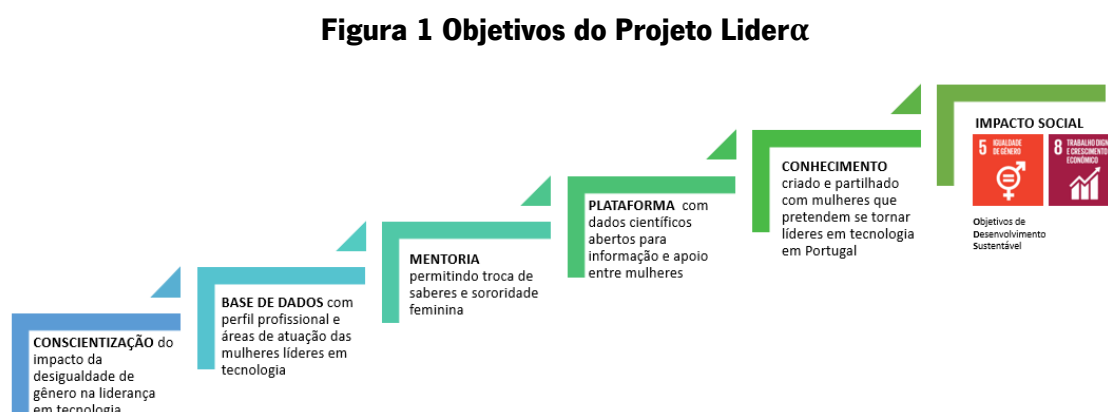 Figura 1 Objetivos do Projeto Liderα
CONSCIENTIZAÇÃO do
impacto da
desigualdade de
gênero na liderança
em tecnologia
BASE DE DADOS com
perfil profissional e
áreas de atuação das
mulheres líderes em
tecnologia
MENTORIA
permitindo troca de
saberes e sororidade
feminina
PLATAFORMA com
dados científicos
abertos para
informação e apoio
entre mulheres
CONHECIMENTO
criado e partilhado
com mulheres que
pretendem se tornar
líderes em tecnologia
em Portugal
IMPACTO SOCIAL
5 IGUALDADE
DE GÉNERO
8 TRABALHO DIGN
E CRESCIMENTO
ECONÓMICO
Objetivos de
Desenvolvimento
Sustentável